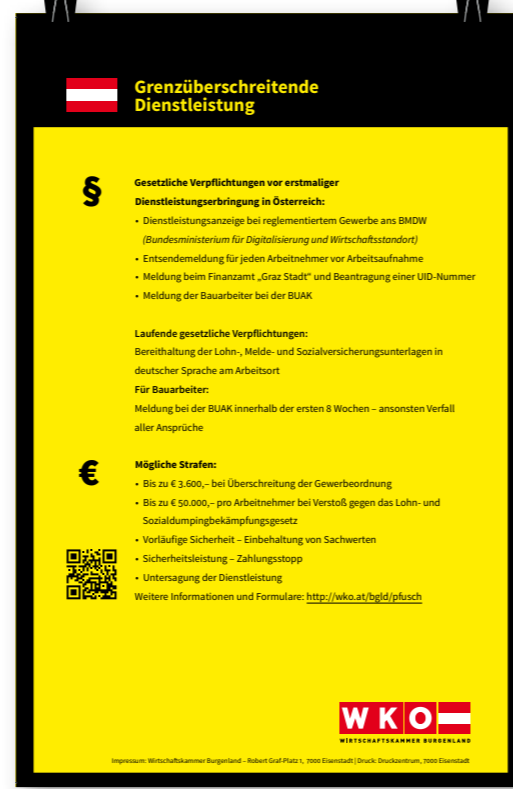 Grenzüberschreitende
Dienstleistung
§
Gesetzliche Verpflichtungen vor erstmaliger
Dienstleistungserbringung in Österreich:
• Dienstleistungsanzeige bei reglementiertem Gewerbe ans BMDW
(Bundesministerium für Digitalisierung und Wirtschaftsstandort)
• Entsendemeldung für jeden Arbeitnehmer vor Arbeitsaufnahme
• Meldung beim Finanzamt „Graz Stadt“ und Beantragung einer UID-Nummer
• Meldung der Bauarbeiter bei der BUAK
Laufende gesetzliche Verpflichtungen:
Bereithaltung der Lohn-, Melde- und Sozialversicherungsunterlagen in
deutscher Sprache am Arbeitsort
Für Bauarbeiter:
Meldung bei der BUAK innerhalb der ersten 8 Wochen – ansonsten Verfall
aller Ansprüche
€
Mögliche Strafen:
• Bis zu € 3.600,– bei Überschreitung der Gewerbeordnung
• Bis zu € 50.000,– pro Arbeitnehmer bei Verstoß gegen das Lohn- und
Sozialdumpingbekämpfungsgesetz
• Vorläufige Sicherheit – Einbehaltung von Sachwerten
• Sicherheitsleistung – Zahlungsstopp
• Untersagung der Dienstleistung
Weitere Informationen und Formulare: http://wko.at/bgld/pfusch
WKO
WIRTSCHAFTSKAMMER BURGENLAND
Impressum: Wirtschaftskammer Burgenland – Robert Graf-Platz 1, 7000 Eisenstadt | Druck: Druckzentrum, 7000 Eisenstadt